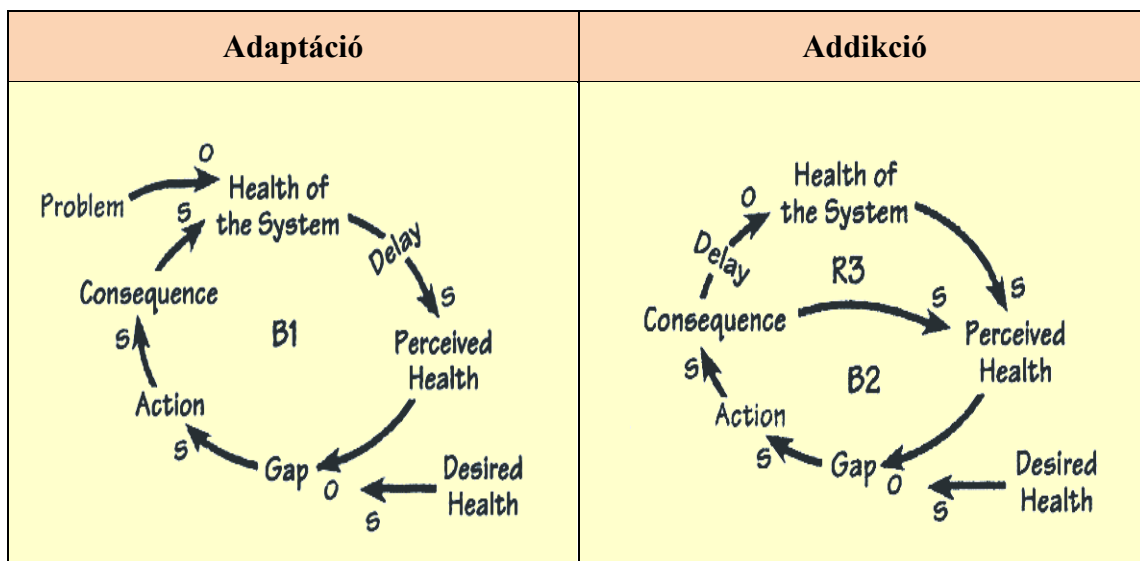 Adaptáció
Addikció
O
Problem
Health of
the System
S
Delay
Consequence
S
B1
S
Perceived
Health
Action
S
Gap
O
Desired
Health
S
Health of
the System
O
Delay
R3
S
S
Consequence
Perceived
Health
S
B2
Action
S
Gap
O
Desired
Health
S